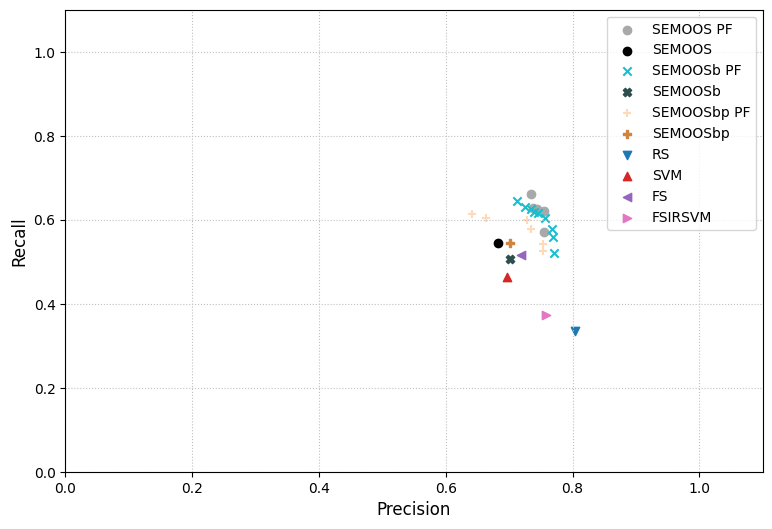 SEMOOS PF
SEMOOS
SEMOOSb PF
SEMOOSb
SEMOOSbp PF
SEMOOSbp
RS
SVM
FS
FSIRSVM
1.0
0.8
0.6
0.4
0.2
0.0
Recall
0.0 0.2 0.4 0.6 0.8 1.0
Precision